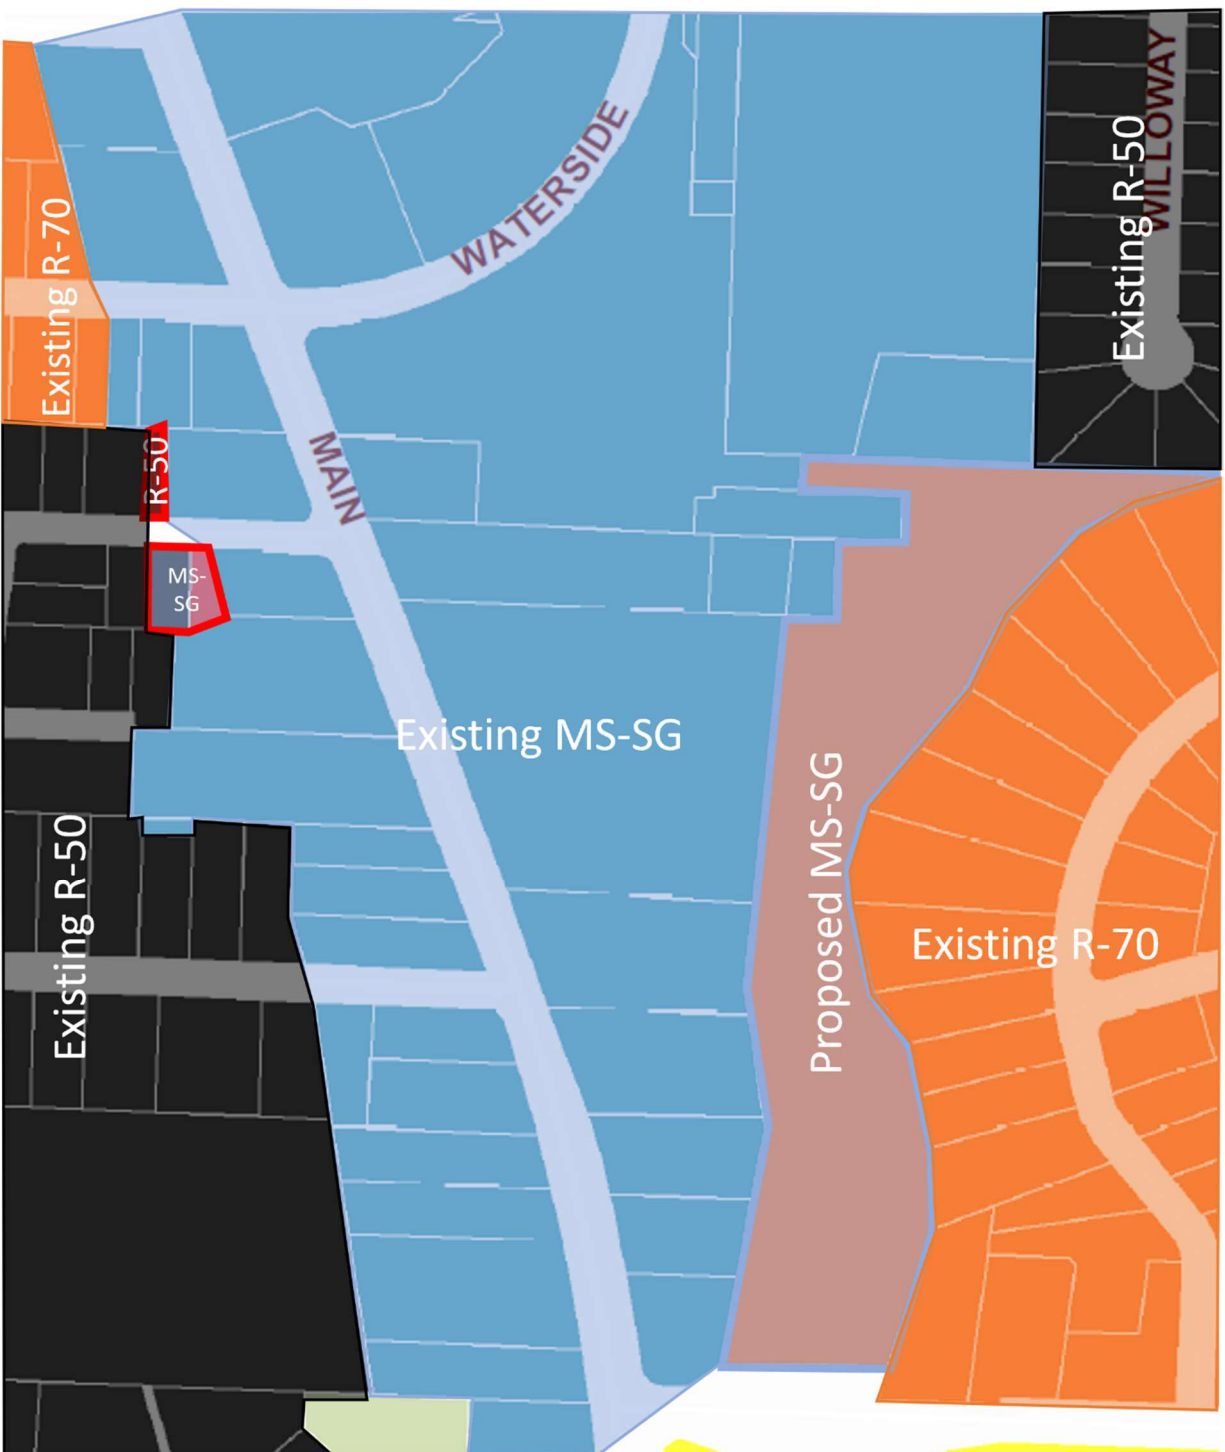 WILLOWAY
Existing R-50
WATERSIDE
Existing R-70
R-50
MAIN
MS-
SG
Existing MS-SG
Proposed MS-SG
Existing R-50
Existing R-70